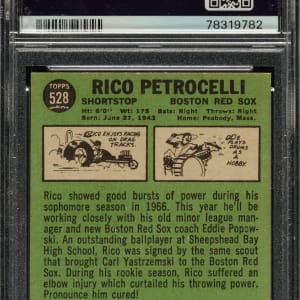 78319782
TOPPS
528
RICO PETROCELLI
SHORTSTOP BOSTON RED SOX
Ht: 6'0" Wt: 175 Bats: Right Throws: Right
Born: June 27, 1943 Home: Peabody, Mass.
RICO ENJOYS RACING
ON DRAG
TRACKS.
PLAYS
DRUMS AS A
HOBBY.
Rico showed good bursts of power during his
sophomore season in 1966. This year he'll be
working closely with his old minor league man-
ager and new Boston Red Sox coach Eddie Popow-
ski. An outstanding ballplayer at Sheepshead Bay
High School, Rico was signed by the same scout
that brought Carl Yastrzemski to the Boston Red
Sox. During his rookie season, Rico suffered an
elbow injury which curtailed his throwing power.
Pronounce him cured!